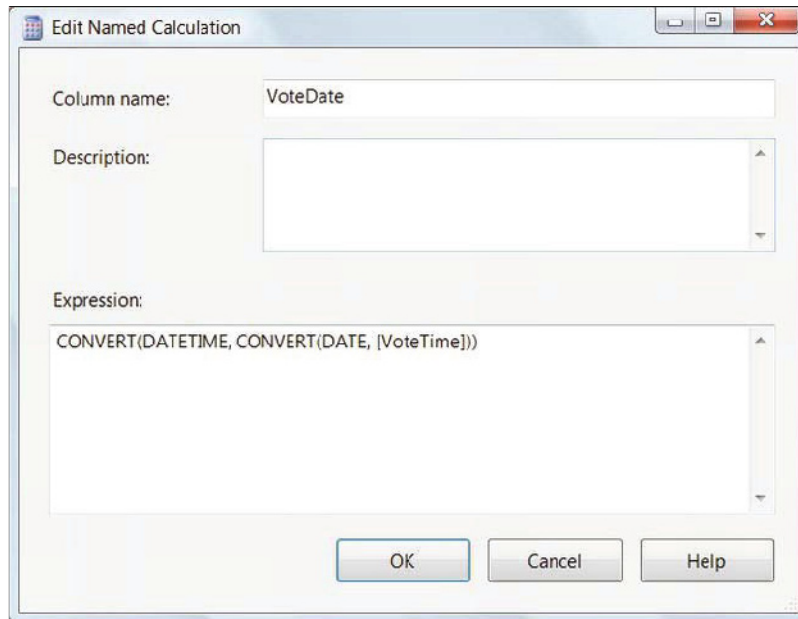 Edit Named Calculation
Column name:
VoteDate
Description:
Expression:
CONVERT(DATETIME, CONVERT(DATE, [VoteTime]))
OK
Cancel
Help